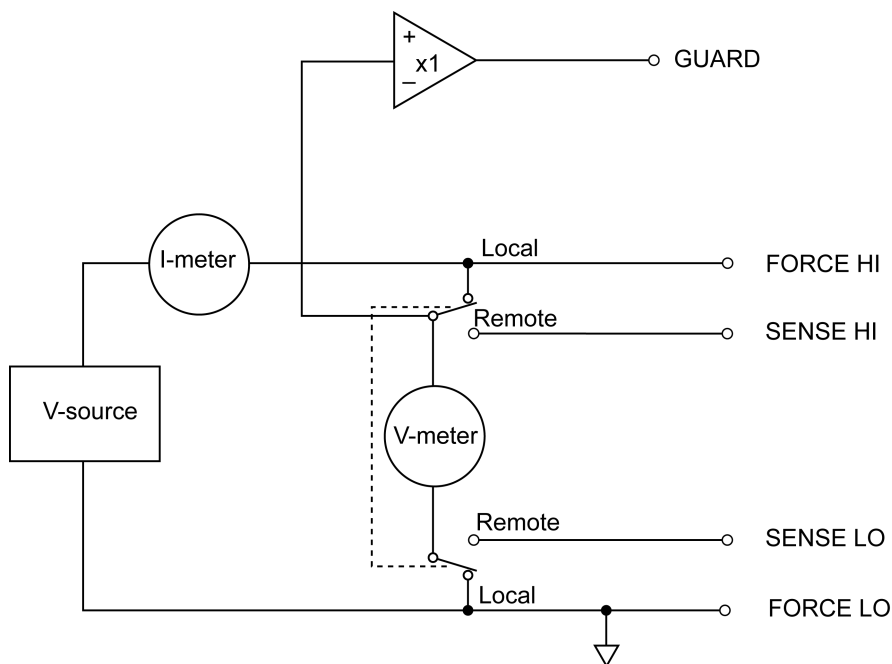 +
x1
–
GUARD
I-meter
Local
FORCE HI
Remote
SENSE HI
V-source
V-meter
Remote
SENSE LO
Local
FORCE LO